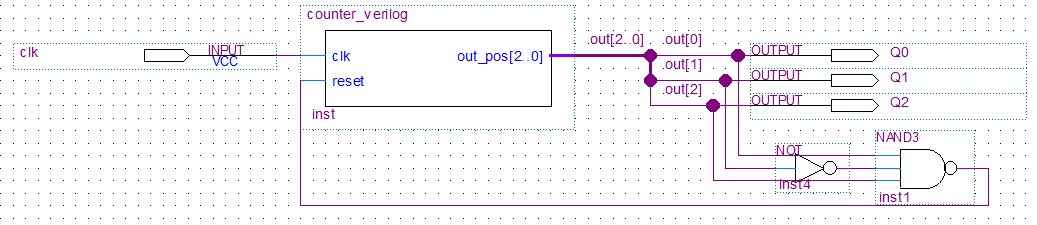 counter_verilog
clk
INPUT
VCC
clk
out_pos[2..0]
reset
inst
.out[2..0]
.out[0]
.out[1]
.out[2]
OUTPUT
Q0
OUTPUT
Q1
OUTPUT
Q2
NOT
inst4
NAND3
inst1